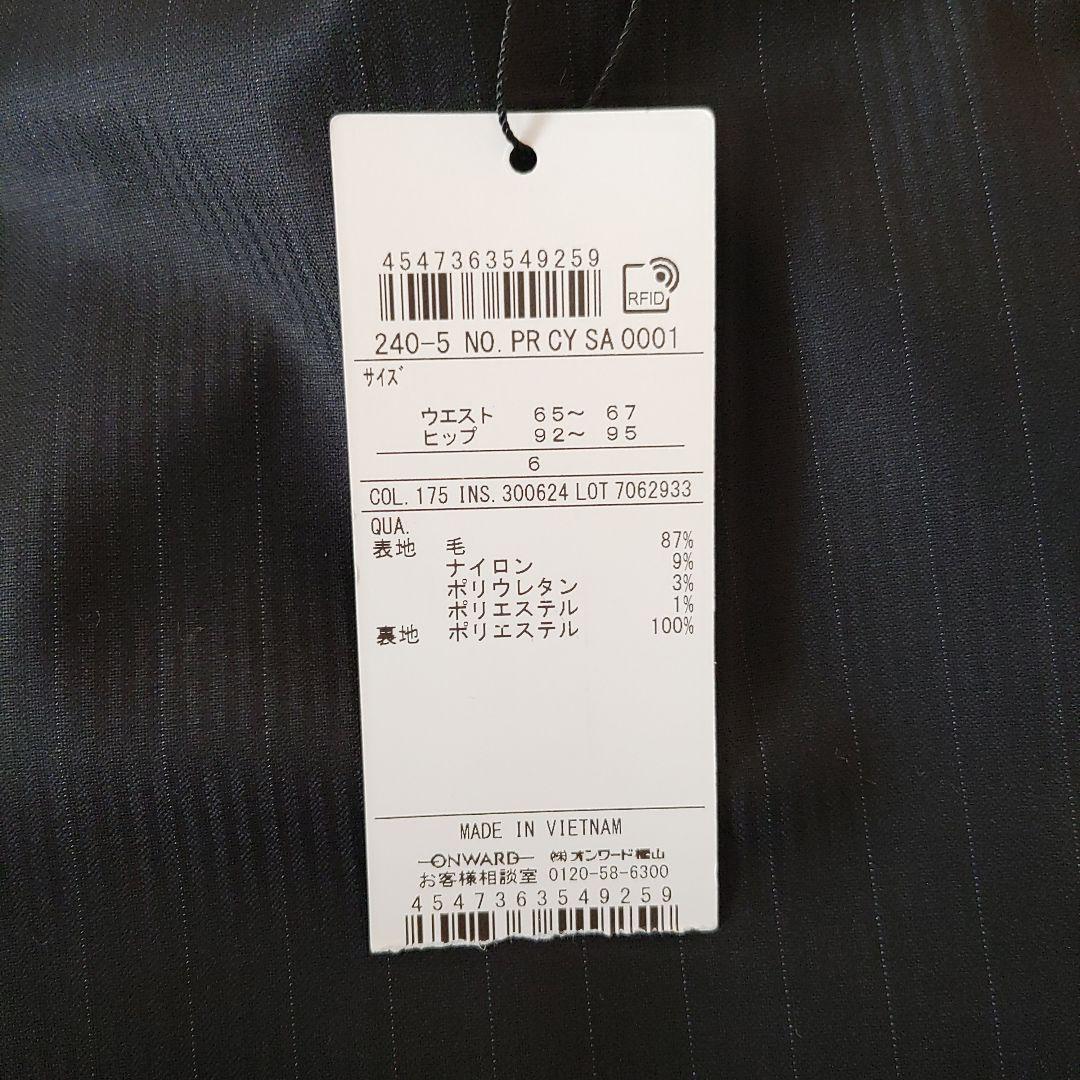 4547363549259
RFID
240-5 NO. PR CY SA 0001
サイズ
ウエスト 65〜 67
ヒップ 92〜 95
6
COL. 175 INS. 300624 LOT 7062933
QUA.
表地 毛 87%
ナイロン 9%
ポリウレタン 3%
ポリエステル 1%
裏地 ポリエステル 100%
MADE IN VIETNAM
ONWARD ㈱オンワード樫山
お客様相談室 0120-58-6300
4547363549259